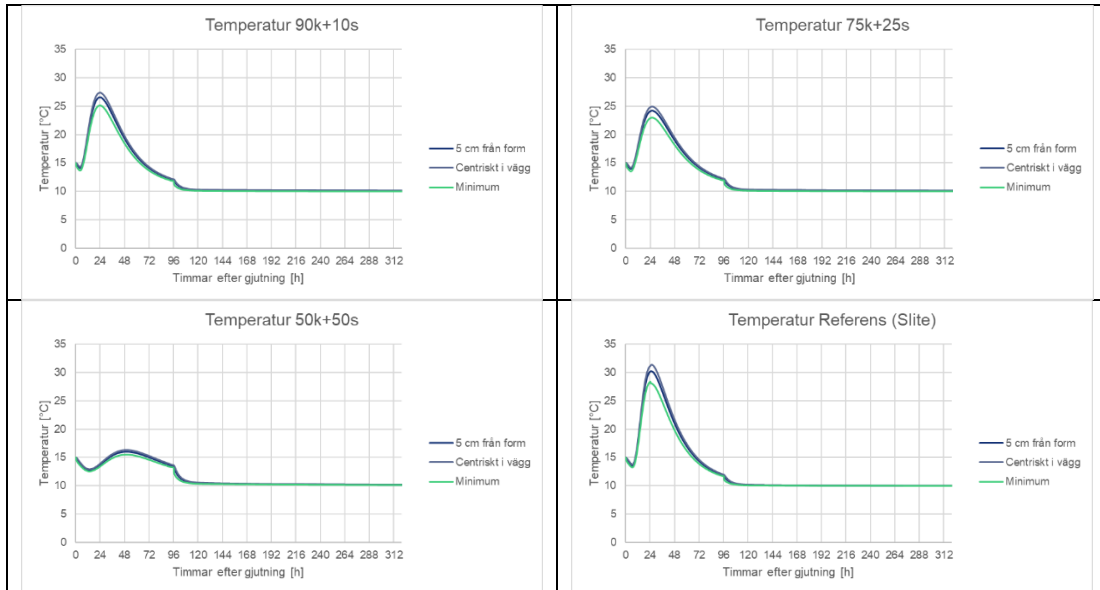 Temperatur 90k+10s
35
30
25
20
15
10
5
0
Temperatur [°C]
0 24 48 72 96 120 144 168 192 216 240 264 288 312
Timmar efter gjutning [h]
5 cm från form
Centriskt i vägg
Minimum
Temperatur 75k+25s
35
30
25
20
15
10
5
0
Temperatur [°C]
0 24 48 72 96 120 144 168 192 216 240 264 288 312
Timmar efter gjutning [h]
5 cm från form
Centriskt i vägg
Minimum
Temperatur 50k+50s
35
30
25
20
15
10
5
0
Temperatur [°C]
0 24 48 72 96 120 144 168 192 216 240 264 288 312
Timmar efter gjutning [h]
5 cm från form
Centriskt i vägg
Minimum
Temperatur Referens (Slite)
35
30
25
20
15
10
5
0
Temperatur [°C]
0 24 48 72 96 120 144 168 192 216 240 264 288 312
Timmar efter gjutning [h]
5 cm från form
Centriskt i vägg
Minimum